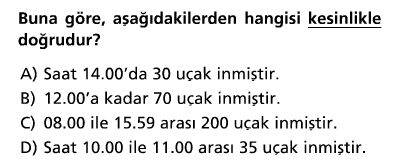 Buna göre, aşağıdakilerden hangisi kesinlikle
doğrudur?
A) Saat 14.00'da 30 uçak inmiştir.
B) 12.00'a kadar 70 uçak inmiştir.
C) 08.00 ile 15.59 arası 200 uçak inmiştir.
D) Saat 10.00 ile 11.00 arası 35 uçak inmiştir.